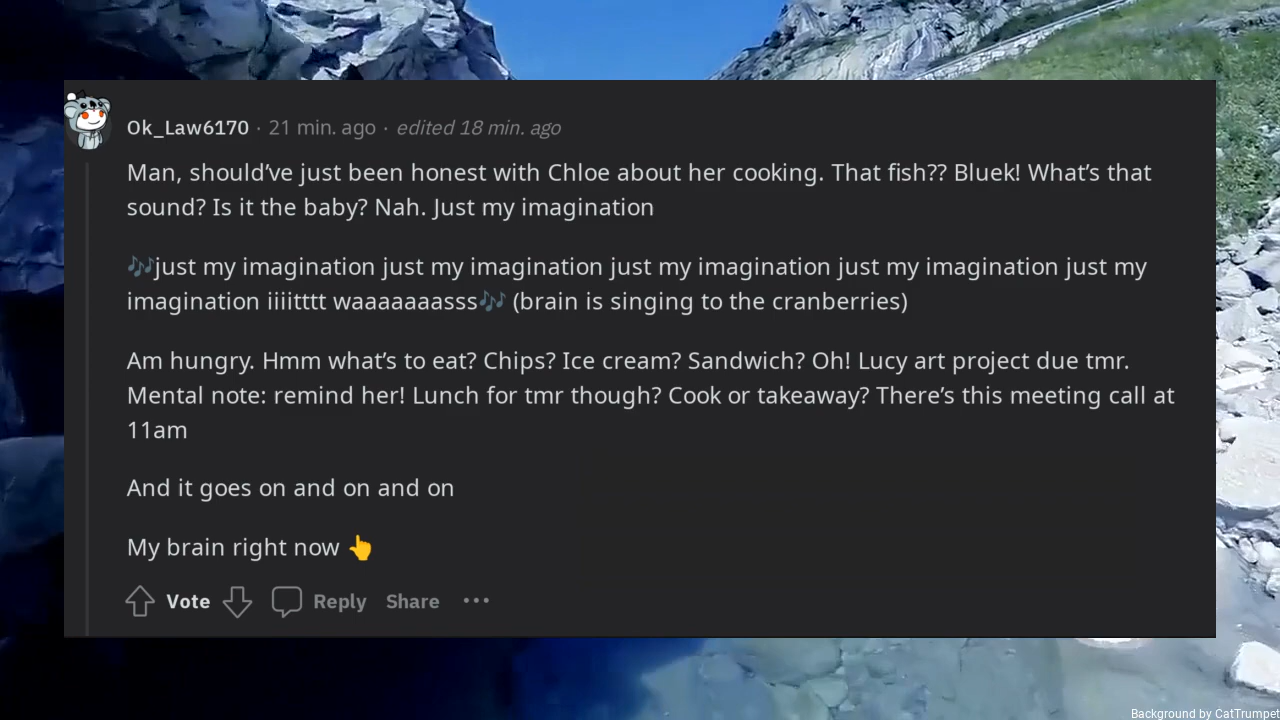 Ok_Law6170 · 21 min. ago · edited 18 min. ago
Man, should’ve just been honest with Chloe about her cooking. That fish?? Bluek! What’s that
sound? Is it the baby? Nah. Just my imagination
🎶just my imagination just my imagination just my imagination just my imagination just my
imagination iiiitttt waaaaaaasss🎶 (brain is singing to the cranberries)
Am hungry. Hmm what’s to eat? Chips? Ice cream? Sandwich? Oh! Lucy art project due tmr.
Mental note: remind her! Lunch for tmr though? Cook or takeaway? There’s this meeting call at
11am
And it goes on and on and on
My brain right now 👆
Vote Reply Share ···
Background by CatTrumpet